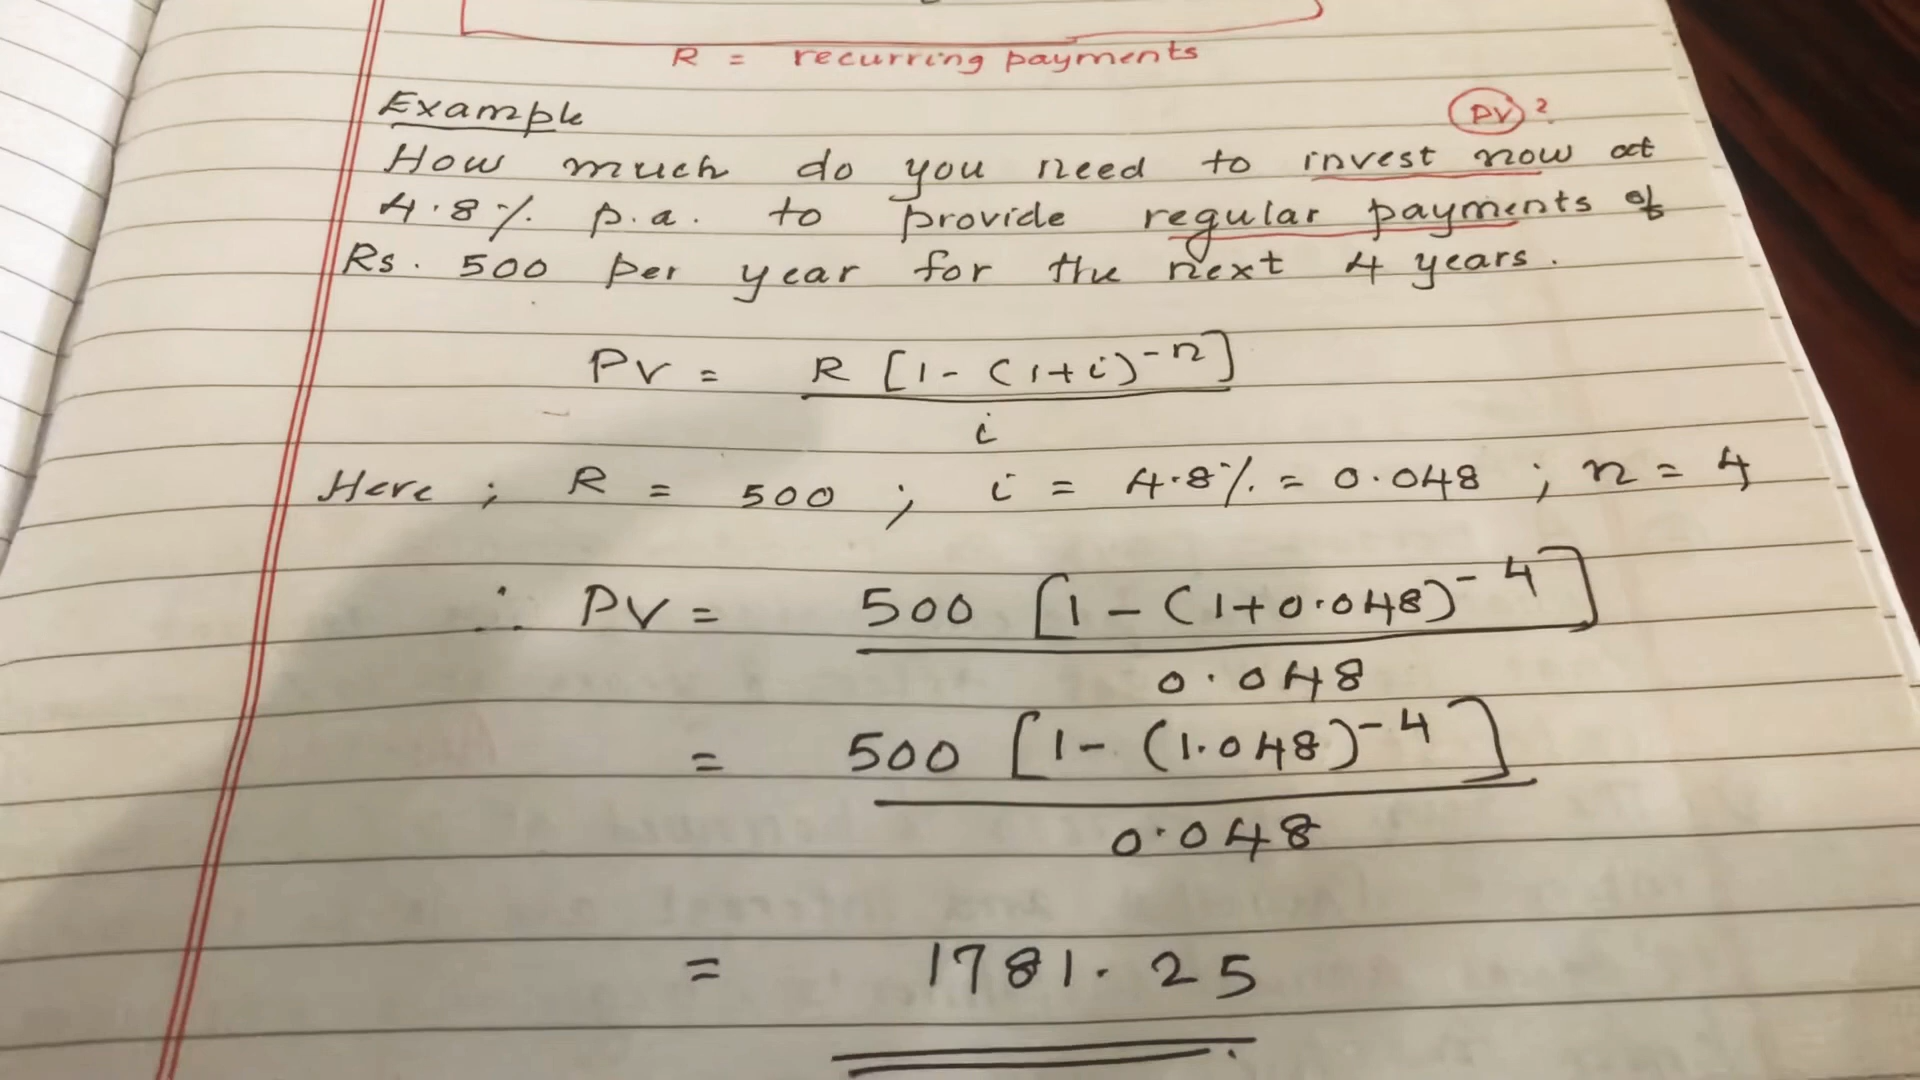 R = recurring payments
Example
PV ?
How much do you need to invest now at
4.8% p.a. to provide regular payments of
Rs. 500 per year for the next 4 years.
PV = R [1 - (1+i)^-n]
i
Here ; R = 500 ; i = 4.8% = 0.048 ; n = 4
∴ PV = 500 [1 - (1+0.048)^-4]
0.048
= 500 [1 - (1.048)^-4]
0.048
= 1781.25